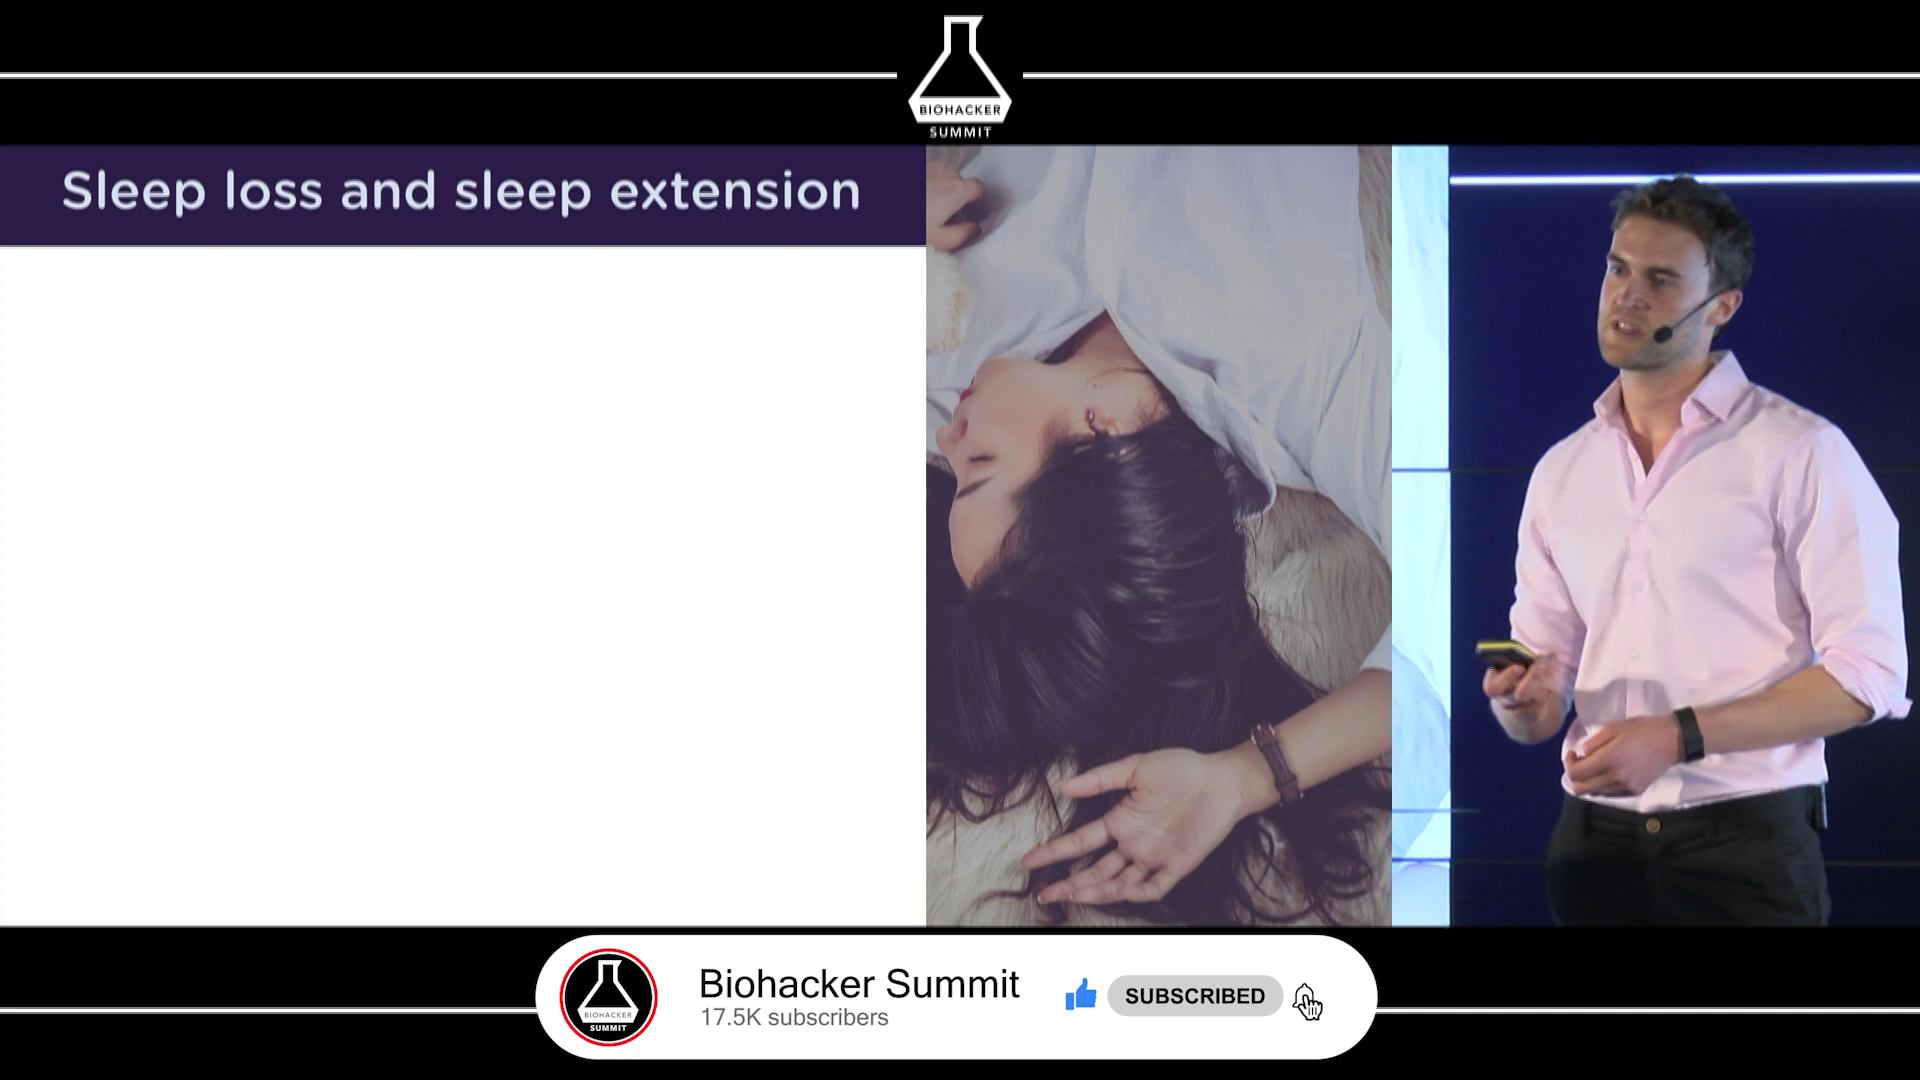 BIOHACKER
SUMMIT
Sleep loss and sleep extension
Biohacker Summit
17.5K subscribers
SUBSCRIBED
BIOHACKER
SUMMIT